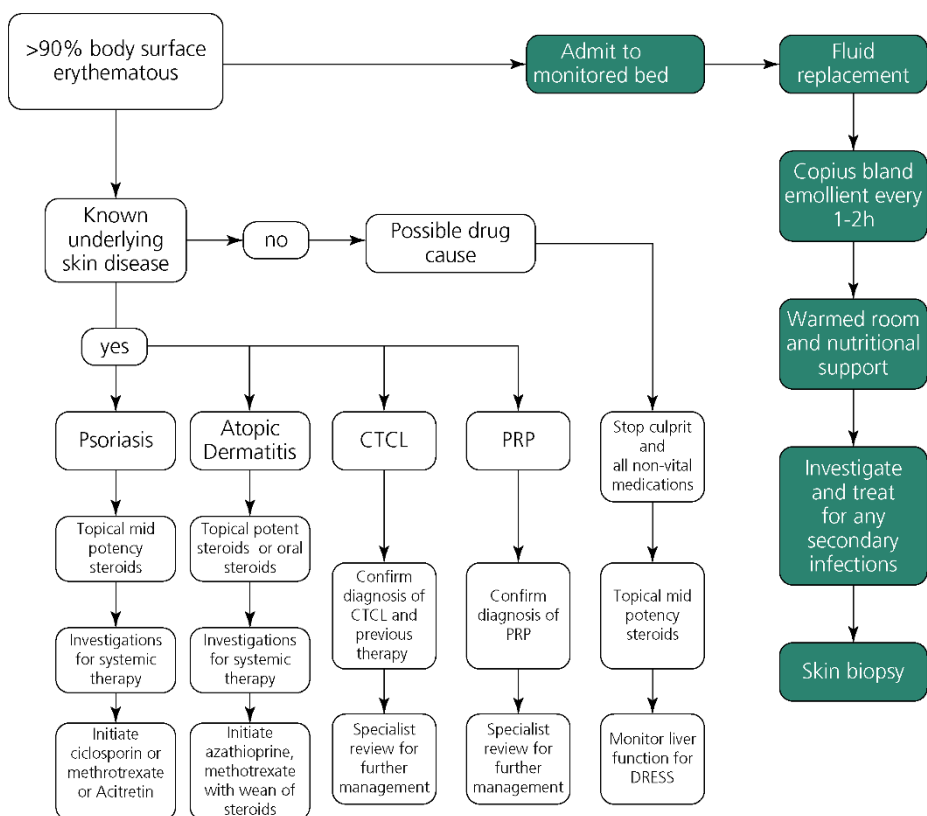 >90% body surface
erythematous
Admit to
monitored bed
Fluid
replacement
Copius bland
emollient every
1-2h
Known
underlying
skin disease
no
Possible drug
cause
Warmed room
and nutritional
support
yes
Psoriasis
Atopic
Dermatitis
CTCL
PRP
Stop culprit
and
all non-vital
medications
Investigate
and treat
for any
secondary
infections
Topical mid
potency
steroids
Topical potent
steroids or oral
steroids
Confirm
diagnosis of
CTCL and
previous
therapy
Confirm
diagnosis of
PRP
Topical mid
potency
steroids
Skin biopsy
Investigations
for systemic
therapy
Investigations
for systemic
therapy
Initiate
ciclosporin or
methrotrexate
or Acitretin
Initiate
azathioprine,
methotrexate
with wean of
steroids
Specialist
review for
further
management
Specialist
review for
further
management
Monitor liver
function for
DRESS